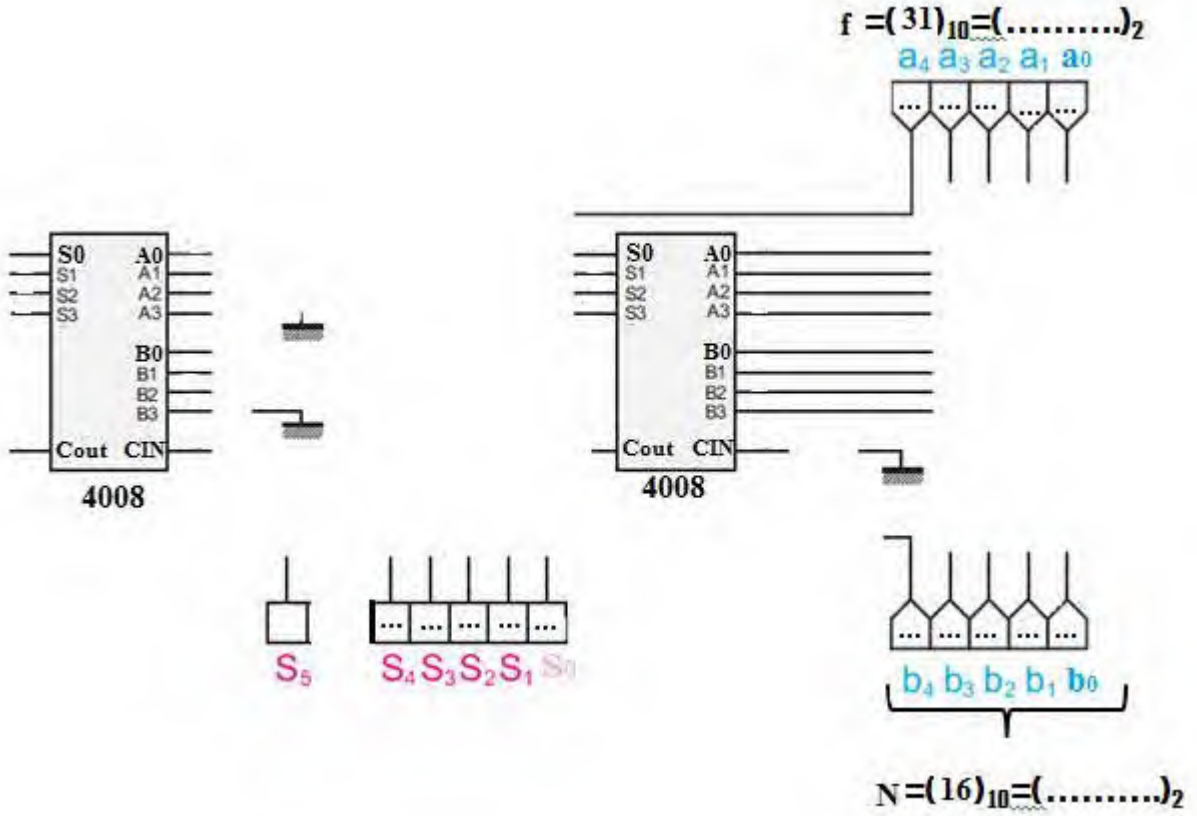 f =( 31)10=(..........)2
a4 a3 a2 a1 a0
... ... ... ... ...
S0 A0
S1 A1
S2 A2
S3 A3
B0
B1
B2
B3
Cout CIN
4008
S0 A0
S1 A1
S2 A2
S3 A3
B0
B1
B2
B3
Cout CIN
4008
... ... ... ... ...
S5 S4 S3 S2 S1 S0
... ... ... ... ...
b4 b3 b2 b1 b0
N =(16)10=(..........)2